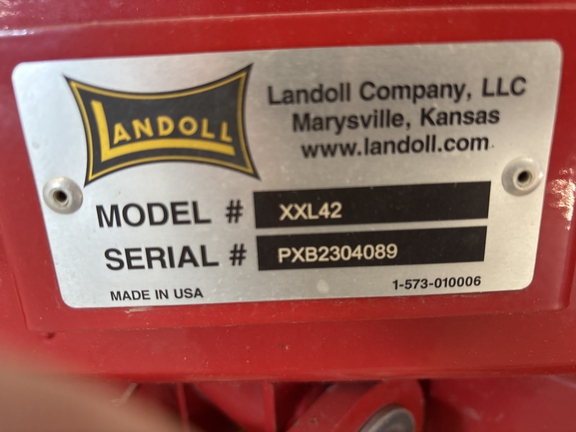 LANDOLL
Landoll Company, LLC
Marysville, Kansas
www.landoll.com
MODEL # XXL42
SERIAL # PXB2304089
MADE IN USA 1-573-010006